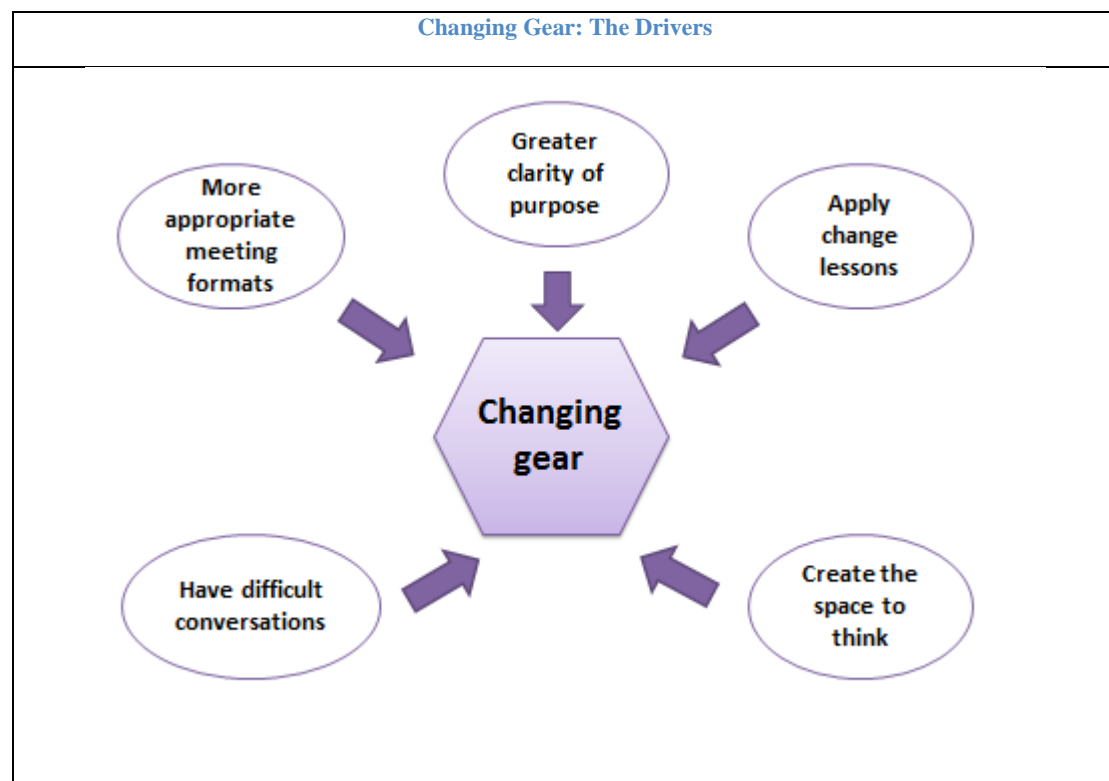 Changing Gear: The Drivers
Greater
clarity of
purpose
More
appropriate
meeting
formats
Apply
change
lessons
Changing
gear
Have difficult
conversations
Create the
space to
think